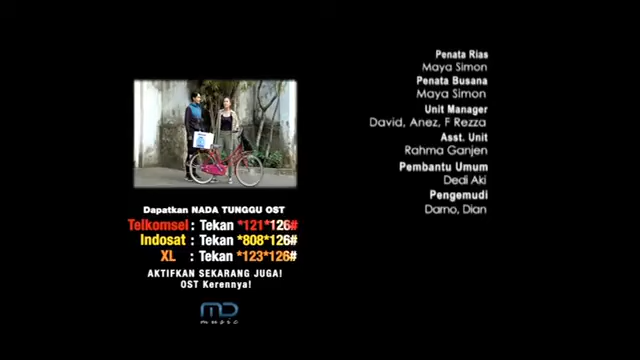 Penata Rias
Maya Simon
Penata Busana
Maya Simon
Unit Manager
David, Anez, F Rezza
Asst. Unit
Rahma Ganjen
Pembantu Umum
Dedi Aki
Pengemudi
Darno, Dian
Dapatkan NADA TUNGGU OST
Telkomsel : Tekan *121*126#
Indosat : Tekan *808*126#
XL : Tekan *123*126#
AKTIFKAN SEKARANG JUGA!
OST Kerennya!
MD
music